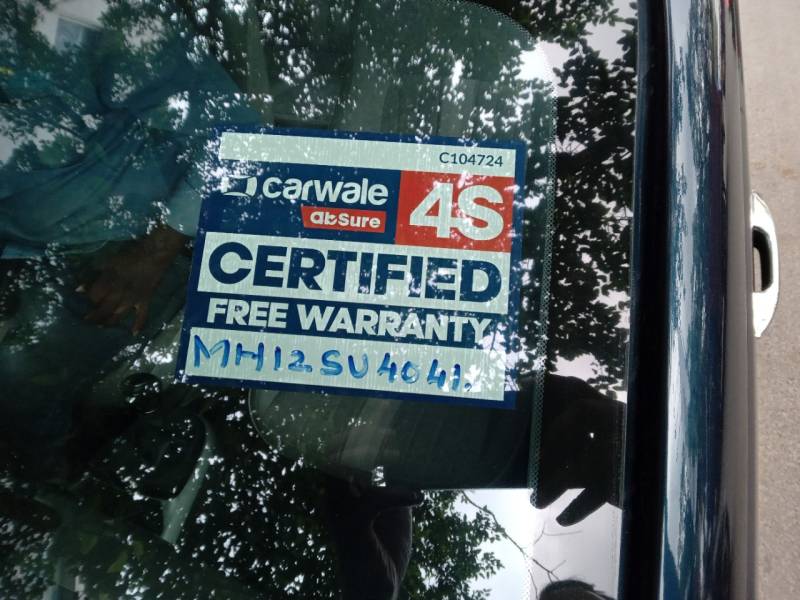 C104724
carwale 4S
absure
CERTIFIED
FREE WARRANTY
MH12SU4041.